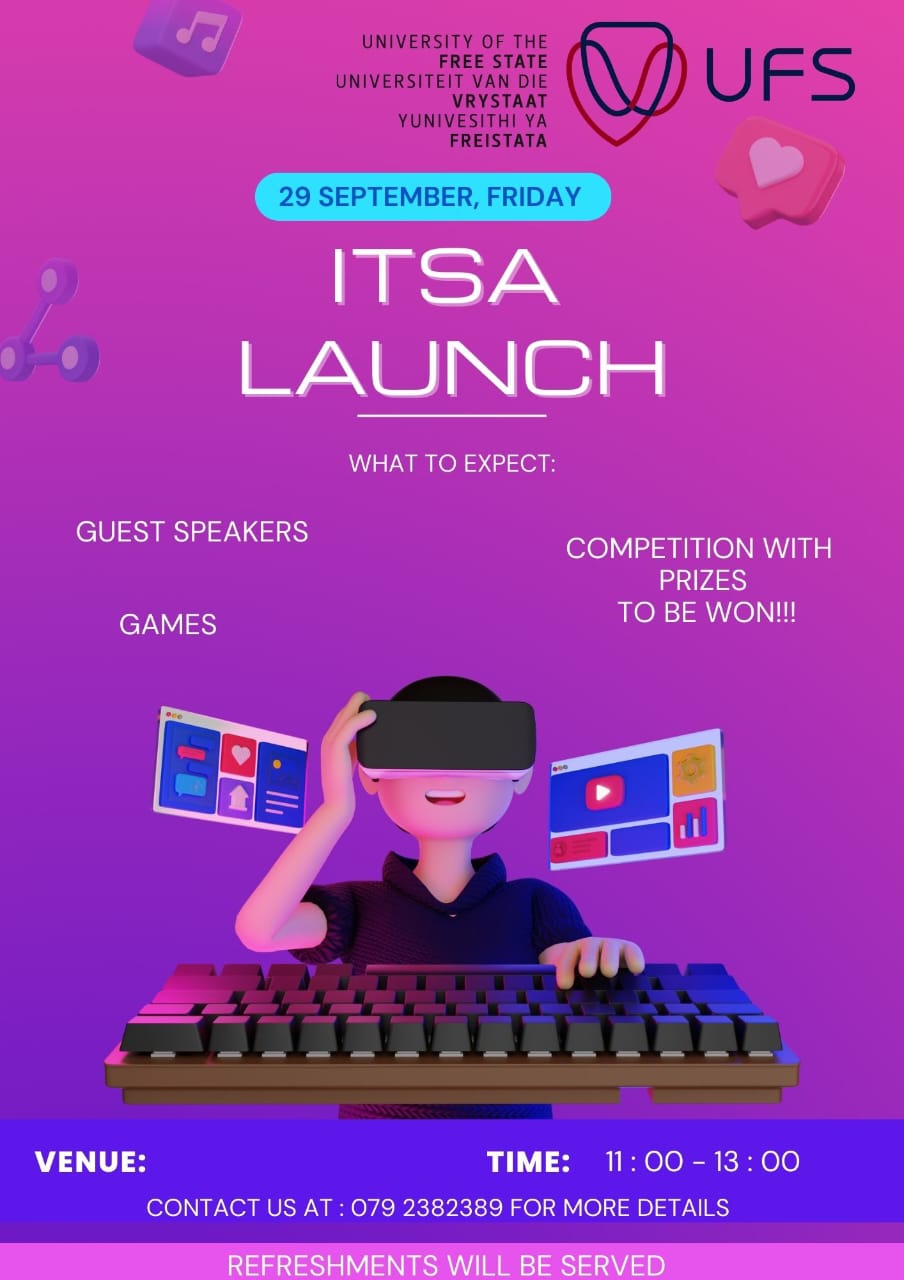 UNIVERSITY OF THE
FREE STATE
UNIVERSITEIT VAN DIE
VRYSTAAT
YUNIVESITHI YA
FREISTATA
UFS
29 SEPTEMBER, FRIDAY
ITSA
LAUNCH
WHAT TO EXPECT:
GUEST SPEAKERS
GAMES
COMPETITION WITH
PRIZES
TO BE WON!!!
VENUE:
TIME: 11 : 00 – 13 : 00
CONTACT US AT : 079 2382389 FOR MORE DETAILS
REFRESHMENTS WILL BE SERVED